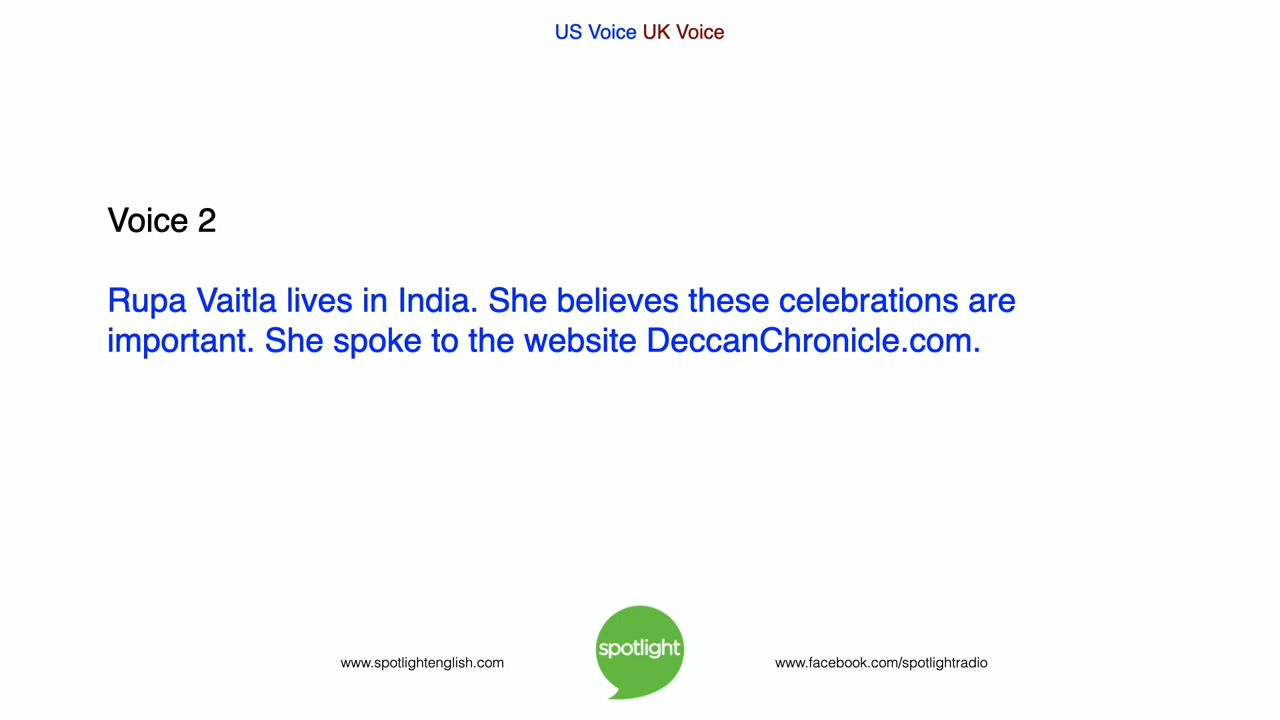 US Voice UK Voice
Voice 2
Rupa Vaitla lives in India. She believes these celebrations are
important. She spoke to the website DeccanChronicle.com.
www.spotlightenglish.com
spotlight
www.facebook.com/spotlightradio